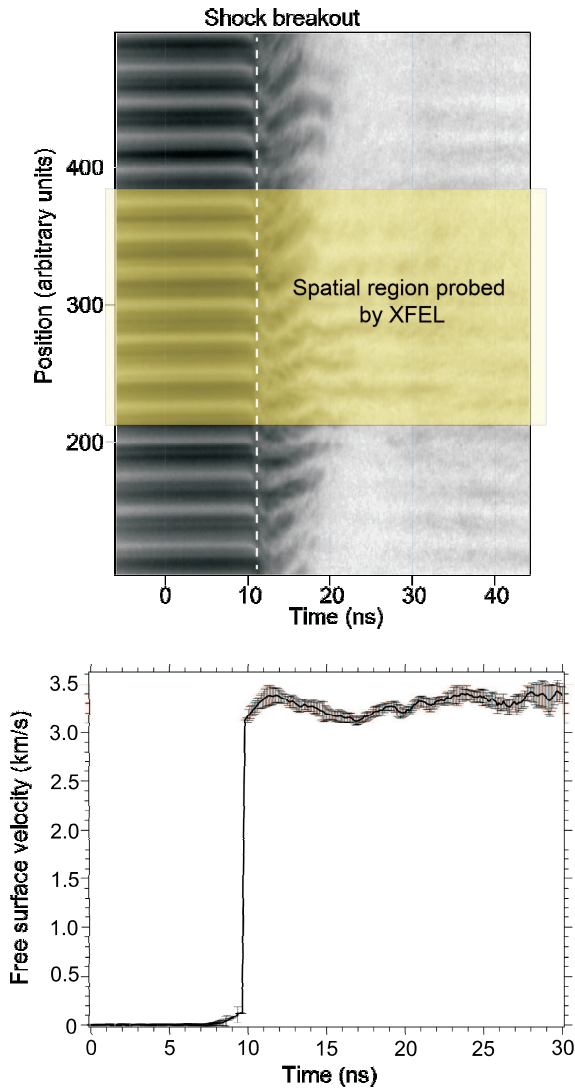 Shock breakout
Position (arbitrary units)
400
300
200
Spatial region probed
by XFEL
0 10 20 30 40
Time (ns)
Free surface velocity (km/s)
3.5
3.0
2.5
2.0
1.5
1.0
0.5
0
0 5 10 15 20 25 30
Time (ns)